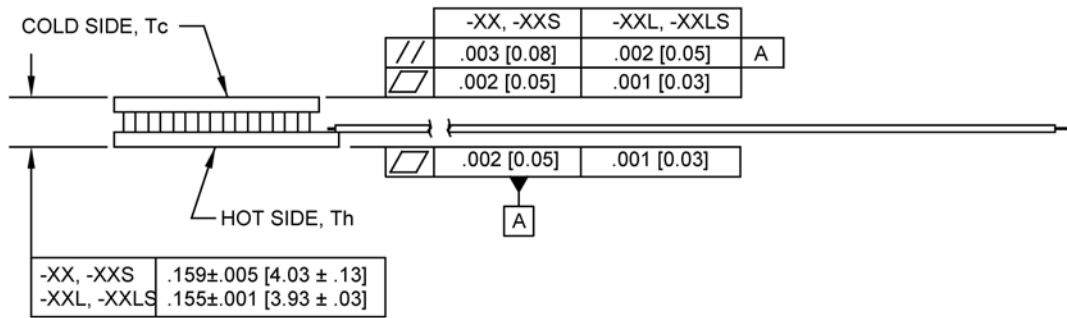 COLD SIDE, Tc
-XX, -XXS -XXL, -XXLS
// .003 [0.08] .002 [0.05] A
.002 [0.05] .001 [0.03]
.002 [0.05] .001 [0.03]
A
HOT SIDE, Th
-XX, -XXS .159±.005 [4.03 ± .13]
-XXL, -XXLS .155±.001 [3.93 ± .03]